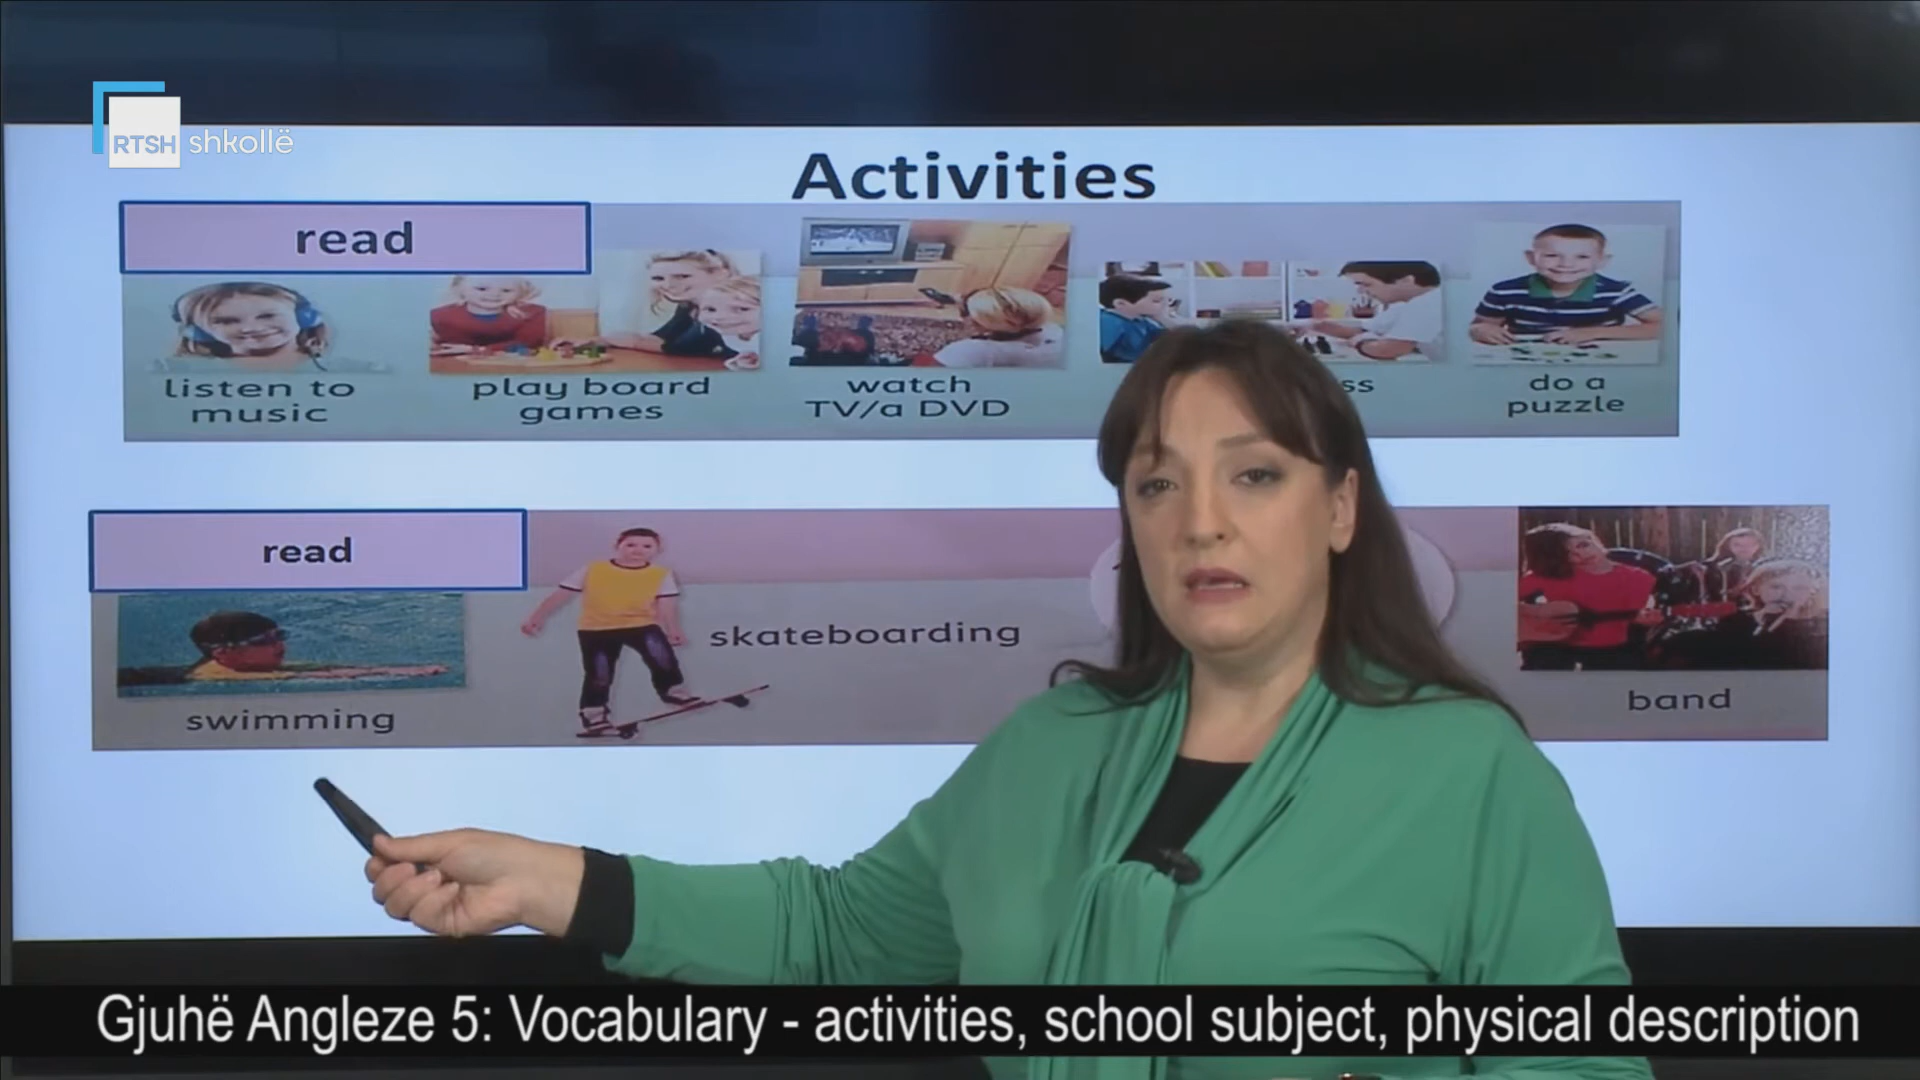 RTSH shkollë
Activities
read
listen to
music
play board
games
watch
TV/a DVD
do a
puzzle
read
swimming
skateboarding
band
Gjuhë Angleze 5: Vocabulary - activities, school subject, physical description